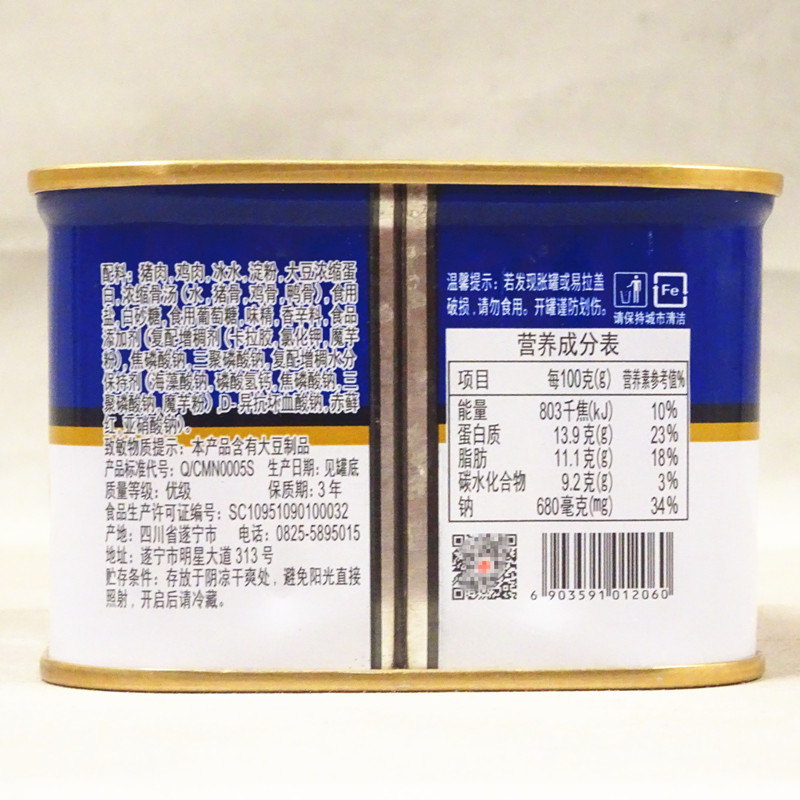 配料：猪肉，鸡肉，冰水，淀粉，大豆浓缩蛋
白，浓缩骨汤（水，猪骨，鸡骨，鸭骨），食用
盐，白砂糖，食用葡萄糖，味精，香辛料，食品
添加剂（复配增稠剂（卡拉胶，氯化钾，魔芋
粉），焦磷酸钠，三聚磷酸钠，复配增稠水分
保持剂（海藻酸钠，磷酸氢钙，焦磷酸钠，三
聚磷酸钠，魔芋粉），D-异抗坏血酸钠，赤藓
红，亚硝酸钠）。
致敏物质提示：本产品含有大豆制品
产品标准代号：Q/CMN0005S 生产日期：见罐底
质量等级：优级 保质期：3年
食品生产许可证编号：SC10951090100032
产地：四川省遂宁市 电话：0825-5895015
地址：遂宁市明星大道313号
贮存条件：存放于阴凉干爽处，避免阳光直接
照射，开启后请冷藏。
温馨提示：若发现胀罐或易拉盖
破损，请勿食用。开罐谨防划伤。
Fe
请保持城市清洁
营养成分表
项目 每100克(g) 营养素参考值%
能量 803千焦(kJ) 10%
蛋白质 13.9克(g) 23%
脂肪 11.1克(g) 18%
碳水化合物 9.2克(g) 3%
钠 680毫克(mg) 34%
6 903591 012060